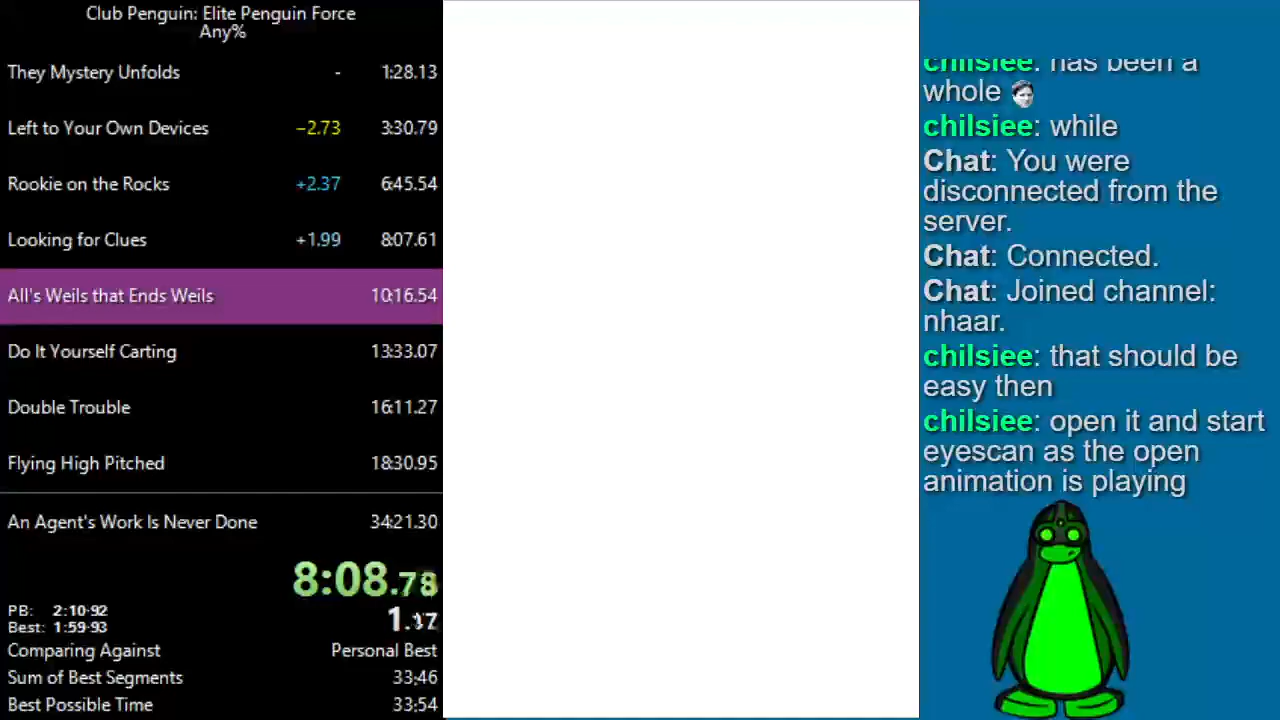 Club Penguin: Elite Penguin Force
Any%
They Mystery Unfolds - 1:28.13
Left to Your Own Devices −2.73 3:30.79
Rookie on the Rocks +2.37 6:45.54
Looking for Clues +1.99 8:07.61
All's Weils that Ends Weils 10:16.54
Do It Yourself Carting 13:33.07
Double Trouble 16:11.27
Flying High Pitched 18:30.95
An Agent's Work Is Never Done 34:21.30
8:08.78
PB: 2:10.92
Best: 1:59.93
Comparing Against Personal Best
Sum of Best Segments 33:46
Best Possible Time 33:54
chilsiee: has been a
whole
chilsiee: while
Chat: You were
disconnected from the
server.
Chat: Connected.
Chat: Joined channel:
nhaar.
chilsiee: that should be
easy then
chilsiee: open it and start
eyescan as the open
animation is playing